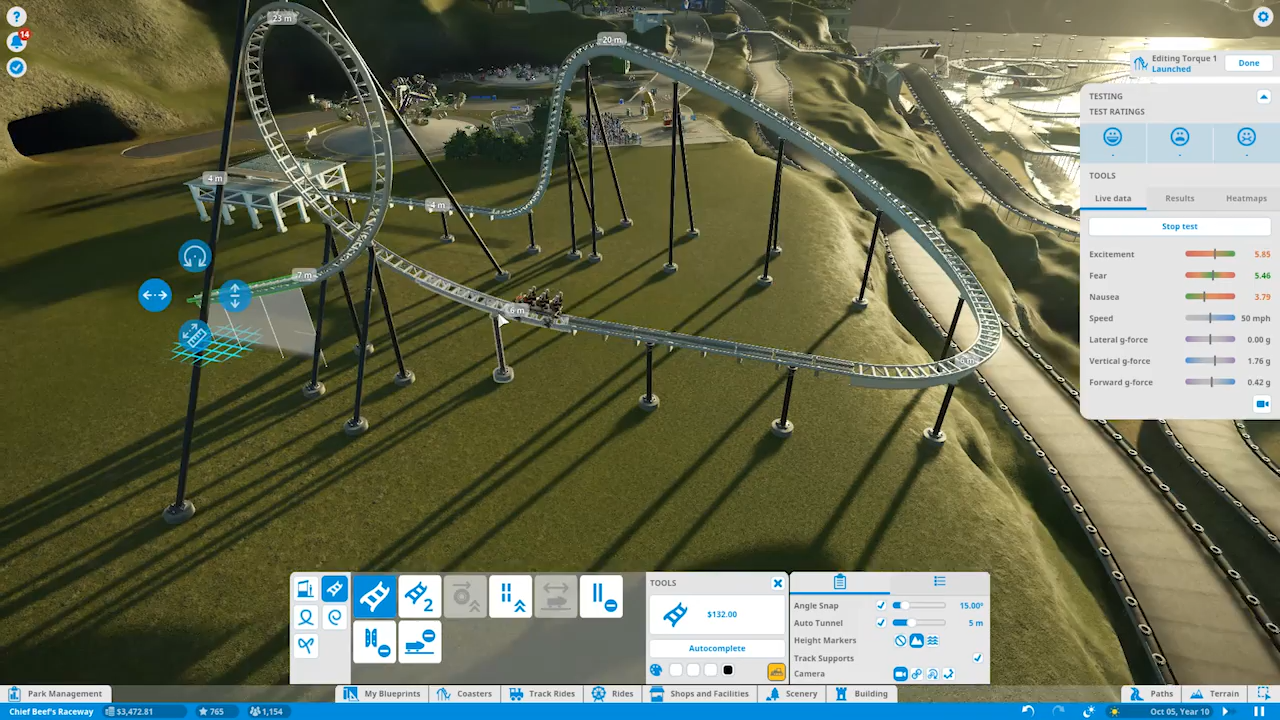 ?
14
23 m
20 m
4 m
4 m
7 m
6 m
Editing Torque 1
Launched
Done
TESTING
TEST RATINGS
- - -
TOOLS
Live data Results Heatmaps
Stop test
Excitement 5.85
Fear 5.46
Nausea 3.79
Speed 50 mph
Lateral g-force 0.00 g
Vertical g-force 1.76 g
Forward g-force 0.42 g
2
TOOLS
$132.00
Autocomplete
Angle Snap 15.00°
Auto Tunnel 5 m
Height Markers
Track Supports
Camera
Park Management My Blueprints Coasters Track Rides Rides Shops and Facilities Scenery Building Paths Terrain
Chief Beef's Raceway $3,472.81 765 1,154 Oct 05, Year 10